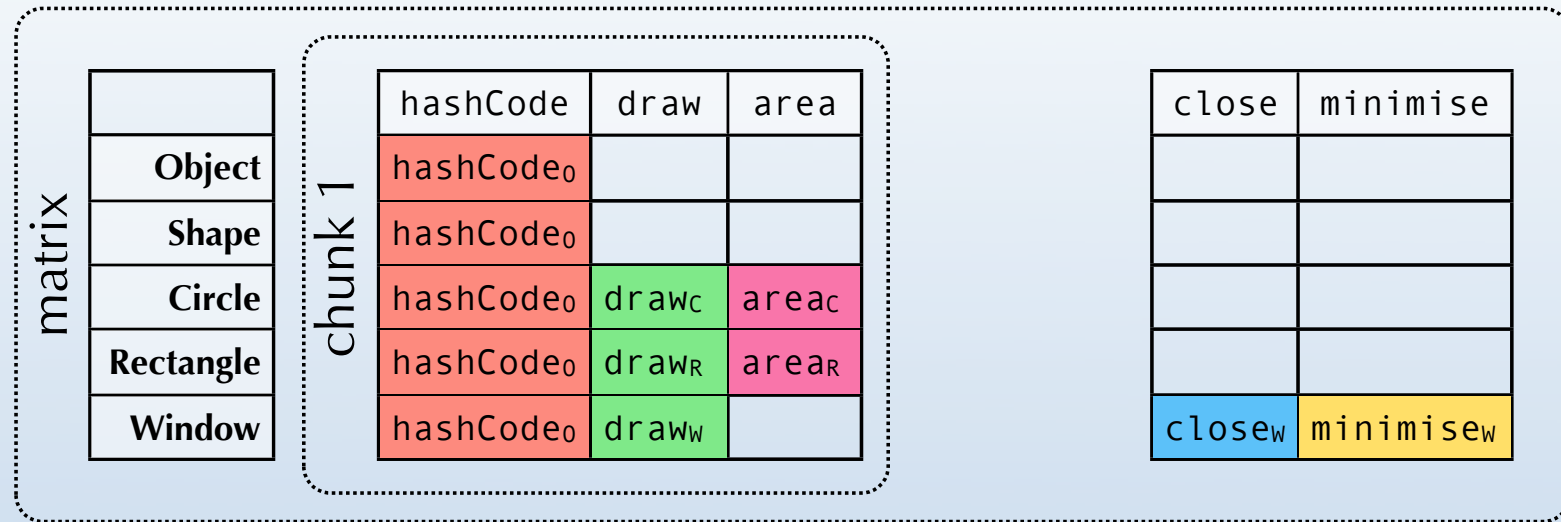 matrix
chunk 1
hashCode draw area close minimise
Object hashCodeO
Shape hashCodeO
Circle hashCodeO drawC areaC
Rectangle hashCodeO drawR areaR
Window hashCodeO drawW closeW minimiseW